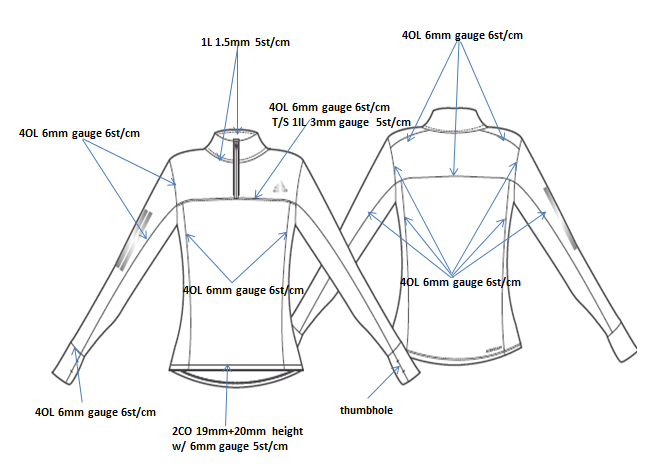 1L 1.5mm 5st/cm
4OL 6mm gauge 6st/cm
4OL 6mm gauge 6st/cm
T/S 1IL 3mm gauge 5st/cm
4OL 6mm gauge 6st/cm
4OL 6mm gauge 6st/cm
4OL 6mm gauge 6st/cm
4OL 6mm gauge 6st/cm
thumbhole
2CO 19mm+20mm height
w/ 6mm gauge 5st/cm